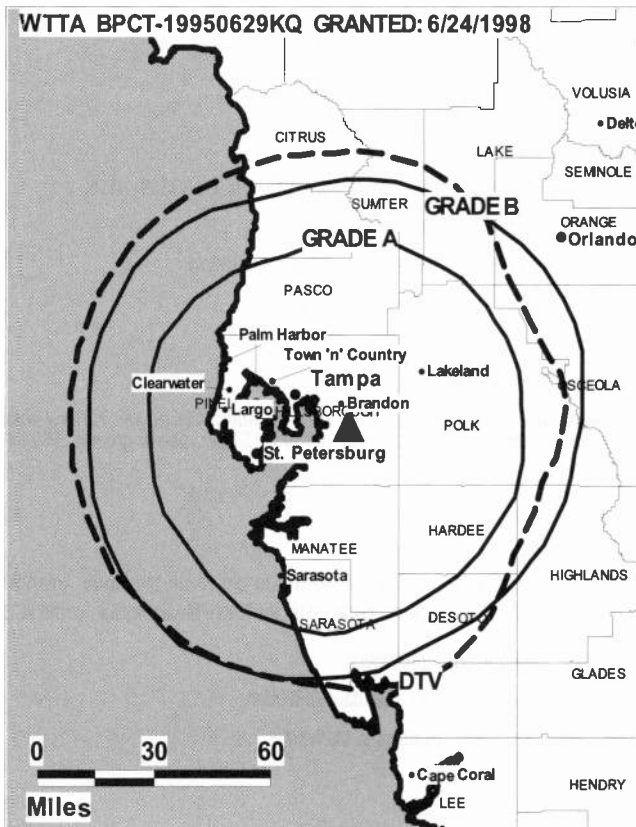 WTTA BPCT-19950629KQ GRANTED: 6/24/1998
VOLUSIA
CITRUS
LAKE
SEMINOLE
SUMTER
GRADE B
ORANGE
Orlando
GRADE A
PASCO
Palm Harbor
Town 'n' Country
Clearwater
Tampa
Lakeland
Largo
Brandon
POLK
St. Petersburg
HARDEE
MANATEE
Sarasota
HIGHLANDS
SARASOTA
DESOTO
DTV
GLADES
0 30 60
Cape Coral
HENDRY
Miles
LEE